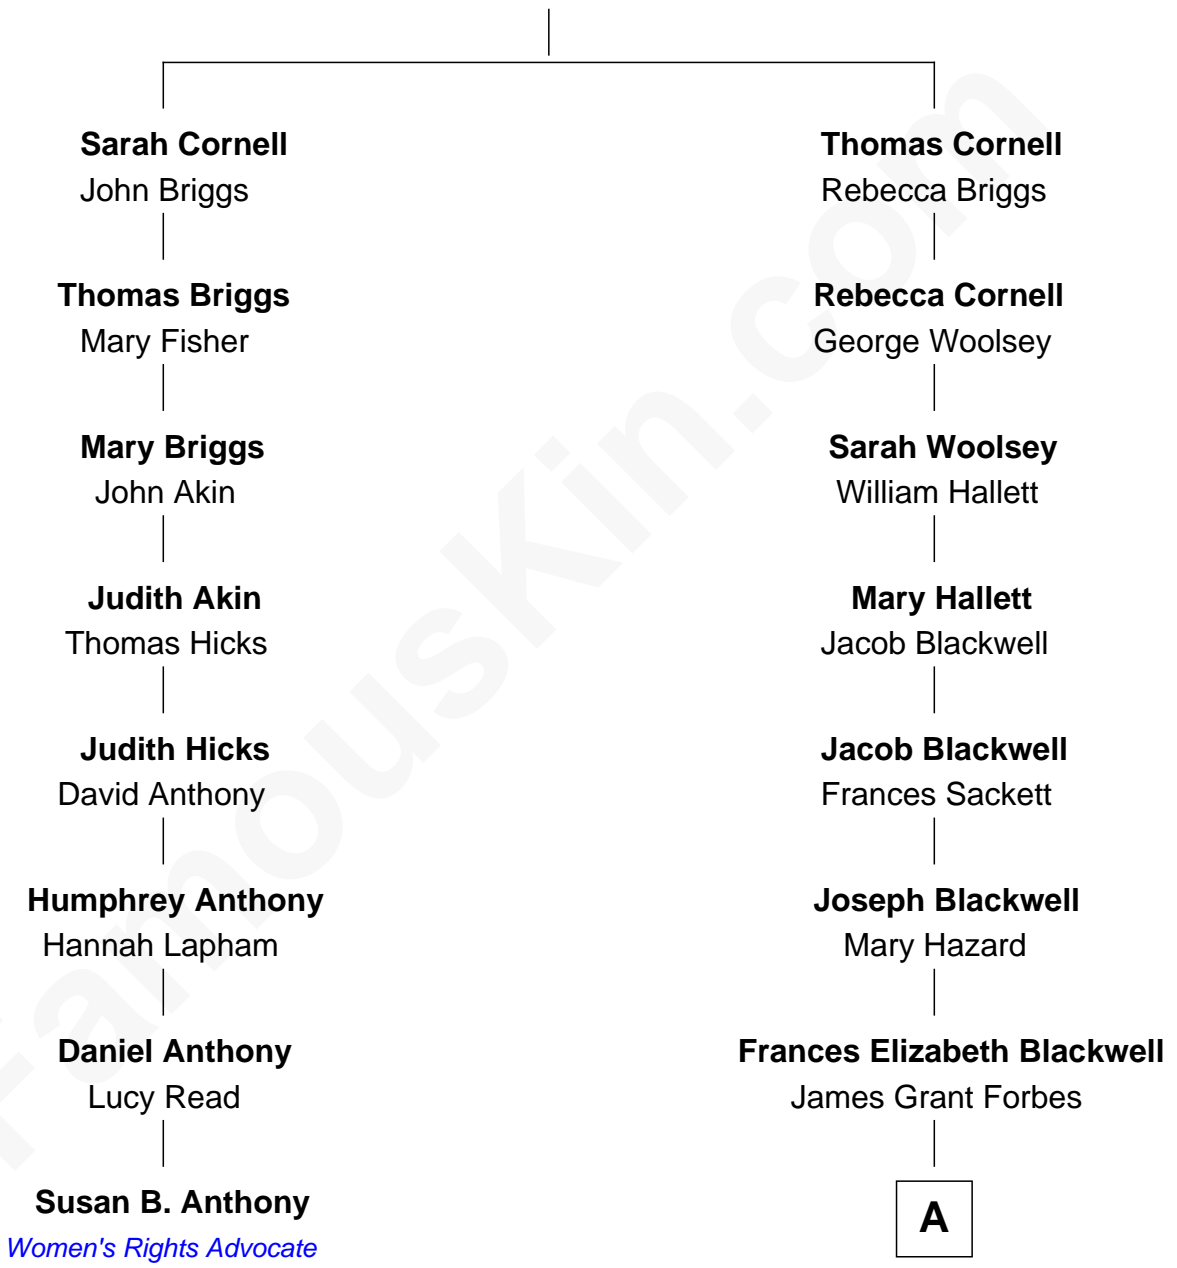 Sarah Cornell
John Briggs
Thomas Briggs
Mary Fisher
Mary Briggs
John Akin
Judith Akin
Thomas Hicks
Judith Hicks
David Anthony
Humphrey Anthony
Hannah Lapham
Daniel Anthony
Lucy Read
Susan B. Anthony
Women's Rights Advocate
Thomas Cornell
Rebecca Briggs
Rebecca Cornell
George Woolsey
Sarah Woolsey
William Hallett
Mary Hallett
Jacob Blackwell
Jacob Blackwell
Frances Sackett
Joseph Blackwell
Mary Hazard
Frances Elizabeth Blackwell
James Grant Forbes
A
FamousKin.com